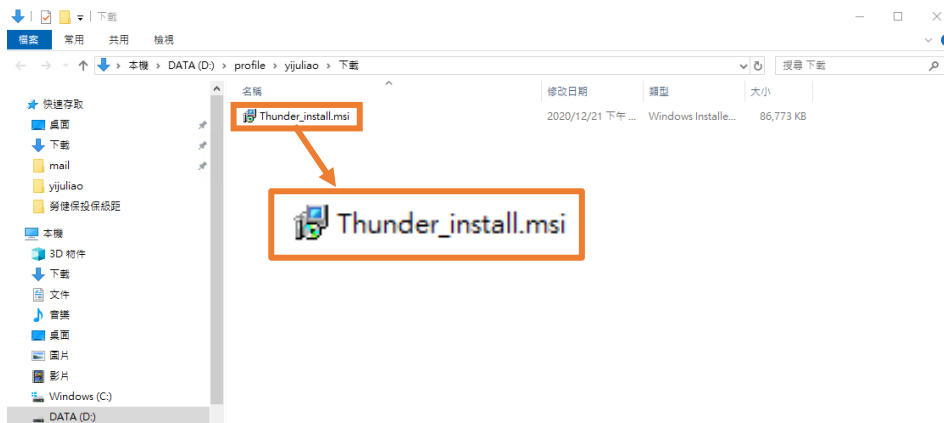 下載
檔案 常用 共用 檢視
本機 › DATA (D:) › profile › yijuliao › 下載
搜尋 下載
名稱 修改日期 類型 大小
Thunder_install.msi 2020/12/21 下午 ... Windows Installe... 86,773 KB
Thunder_install.msi
快速存取
桌面
下載
mail
yijuliao
勞健保投保級距
本機
3D 物件
下載
文件
音樂
桌面
圖片
影片
Windows (C:)
DATA (D:)